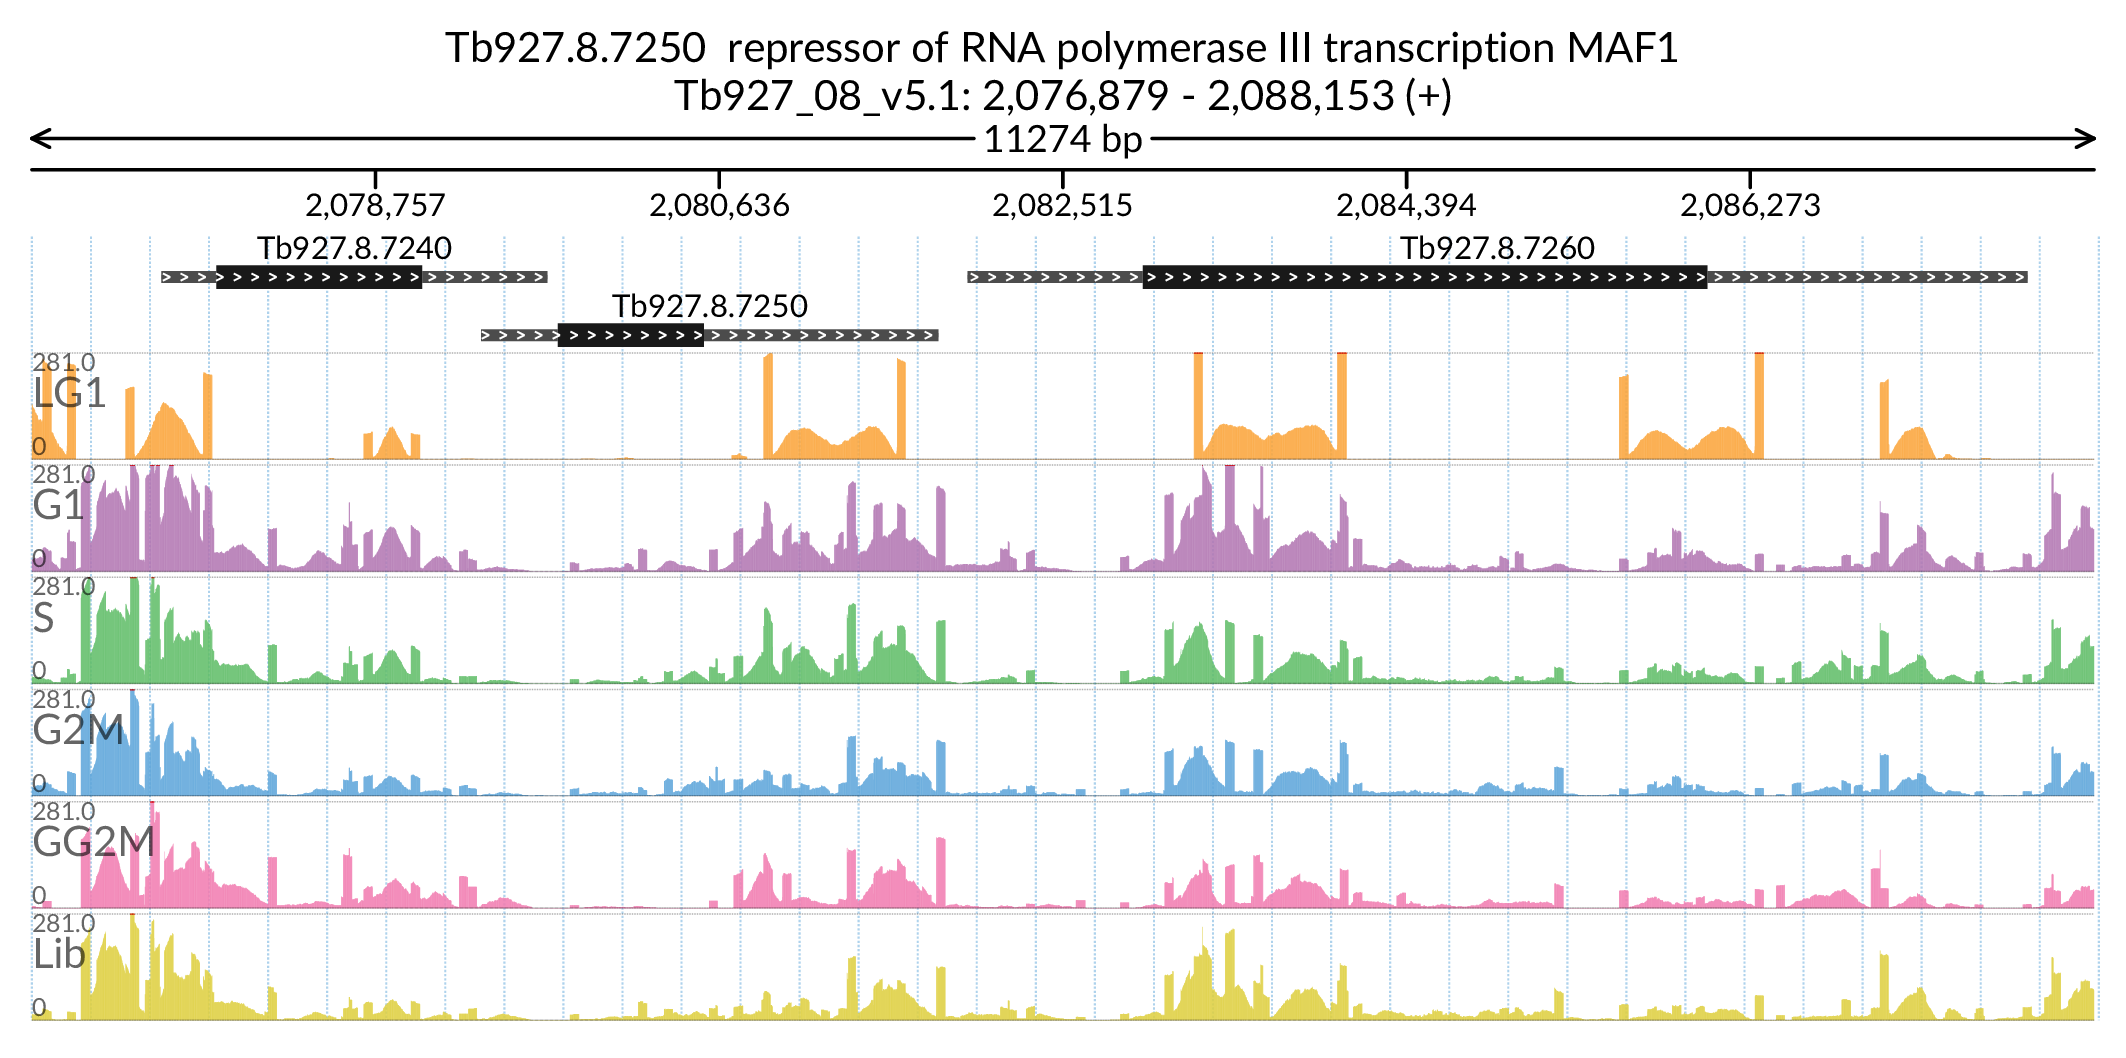 Tb927.8.7250  repressor of RNA polymerase III transcription MAF1
Tb927_08_v5.1: 2,076,879 - 2,088,153 (+)
11274 bp
2,078,757 2,080,636 2,082,515 2,084,394 2,086,273
Tb927.8.7240 Tb927.8.7260
Tb927.8.7250
281.0
LG1
0
281.0
G1
0
281.0
S
0
281.0
G2M
0
281.0
GG2M
0
281.0
Lib
0